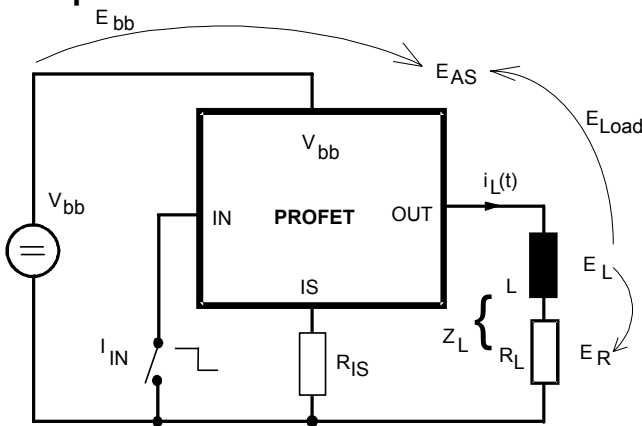 E bb
E AS
E Load
V bb
V bb
i L(t)
IN
PROFET
OUT
IS
L
E L
Z L
{
R L
E R
I IN
R IS